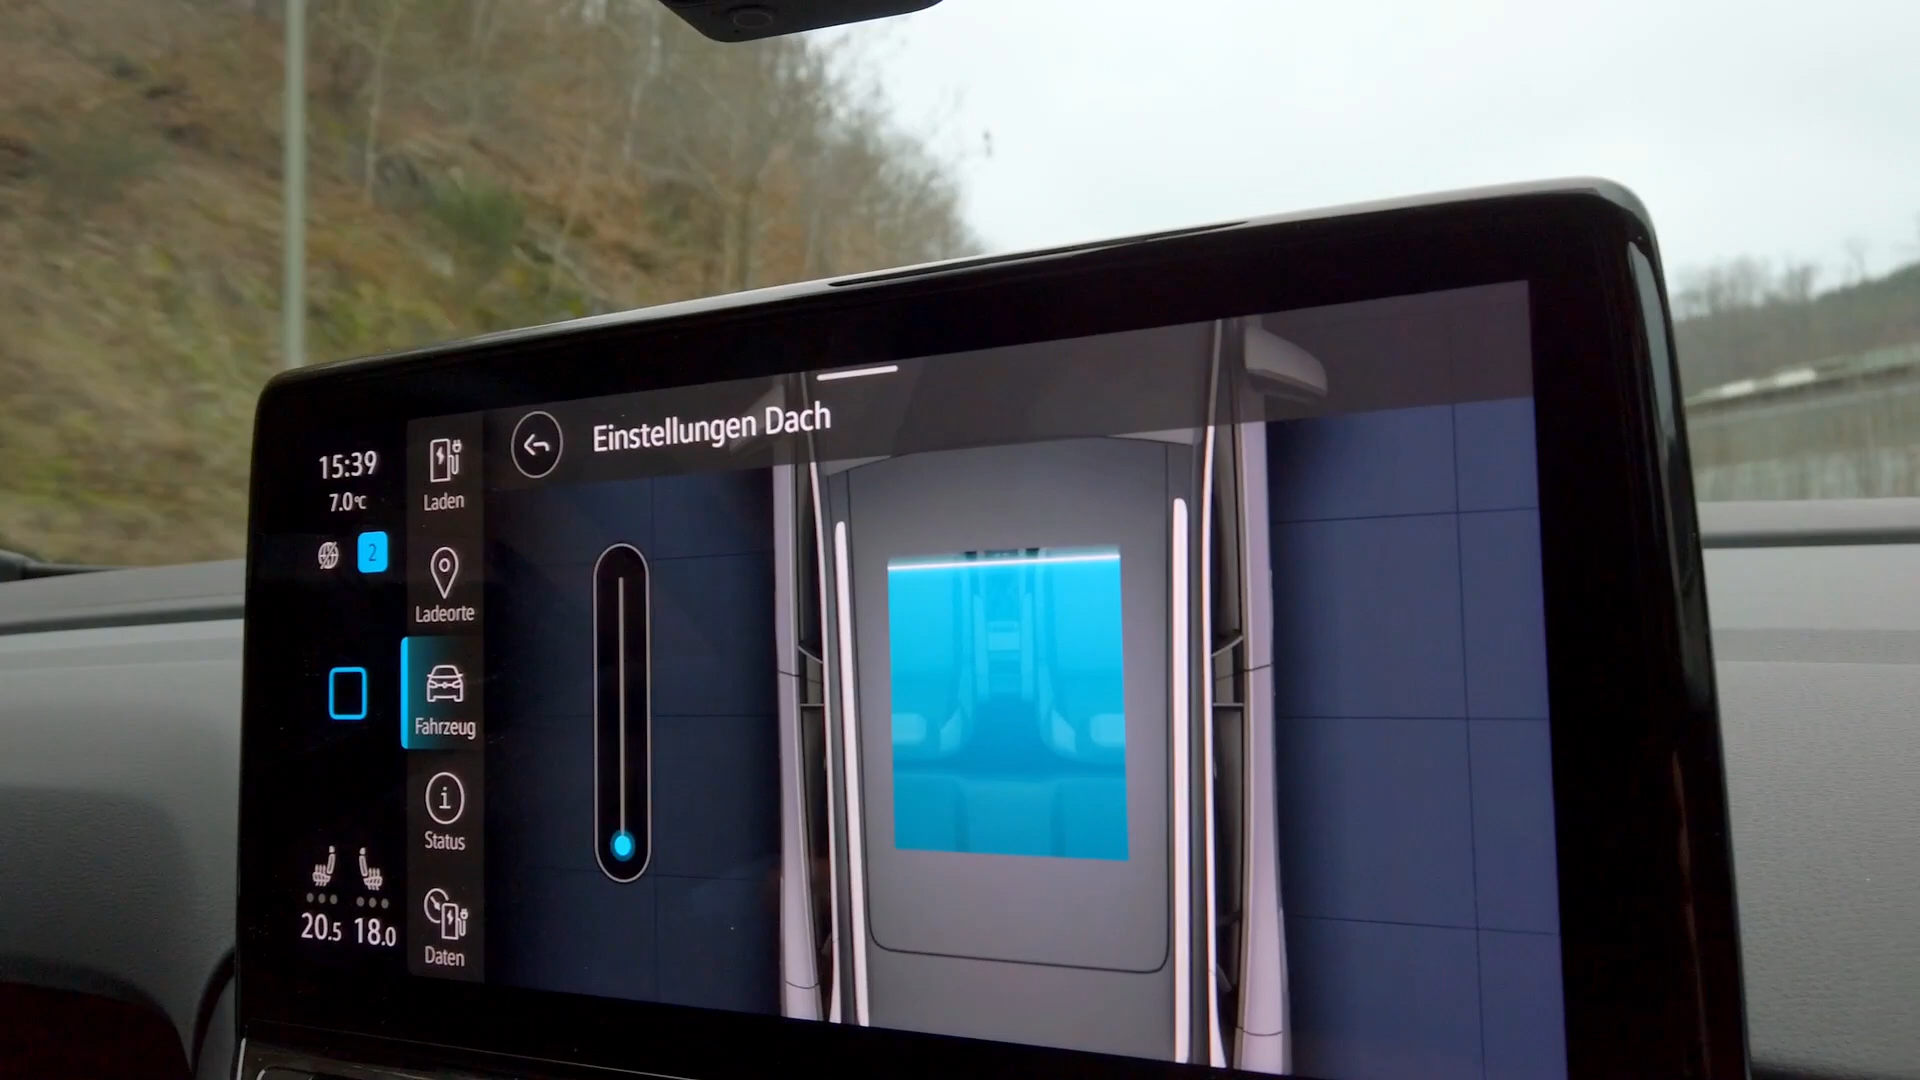 Einstellungen Dach
15:39
7.0°C
2
20.5 18.0
Laden
Ladeorte
Fahrzeug
i
Status
Daten